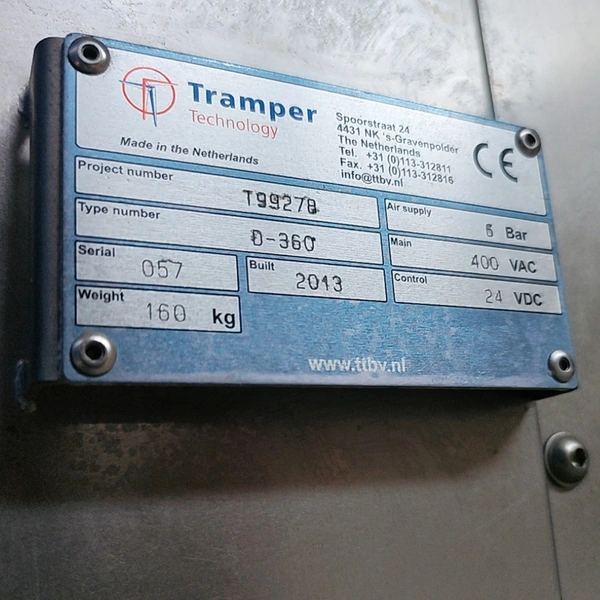 Tramper
Technology
Made in the Netherlands
Spoorstraat 24
4431 NK 's-Gravenpolder
The Netherlands
Tel. +31 (0)113-312811
Fax. +31 (0)113-312816
info@ttbv.nl
CE
Project number
T99278
Type number
D-360
Serial
057
Built
2013
Weight
160 kg
Air supply
6 Bar
Main
400 VAC
Control
24 VDC
www.ttbv.nl